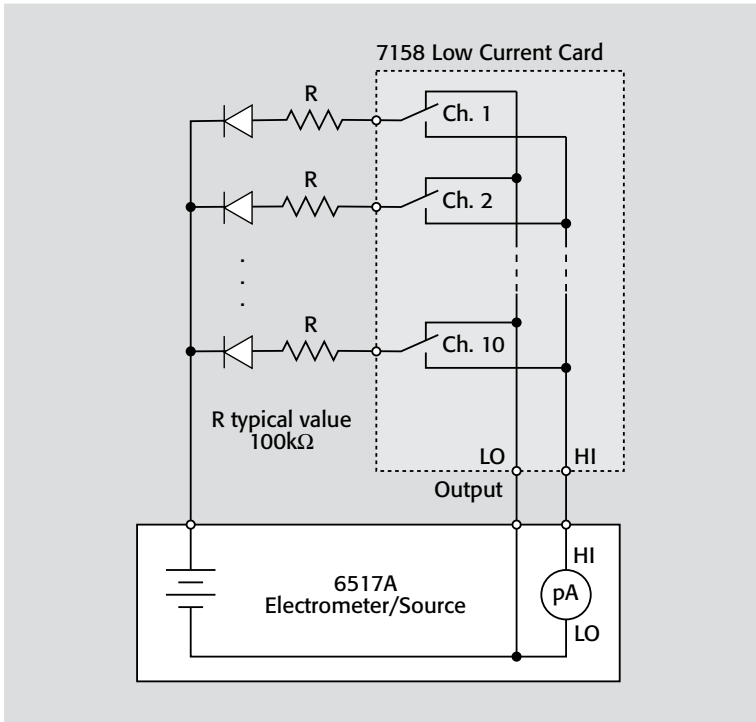 7158 Low Current Card
R
Ch. 1
R
Ch. 2
.
.
.
R
Ch. 10
R typical value
100kΩ
LO
HI
Output
HI
6517A
Electrometer/Source
pA
LO